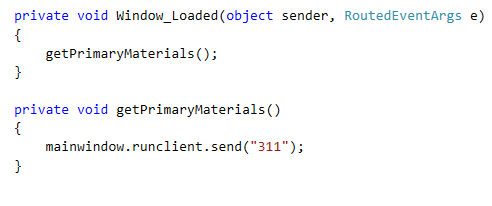 private void Window_Loaded(object sender, RoutedEventArgs e)
{
    getPrimaryMaterials();
}
private void getPrimaryMaterials()
{
    mainwindow.runclient.send("311");
}